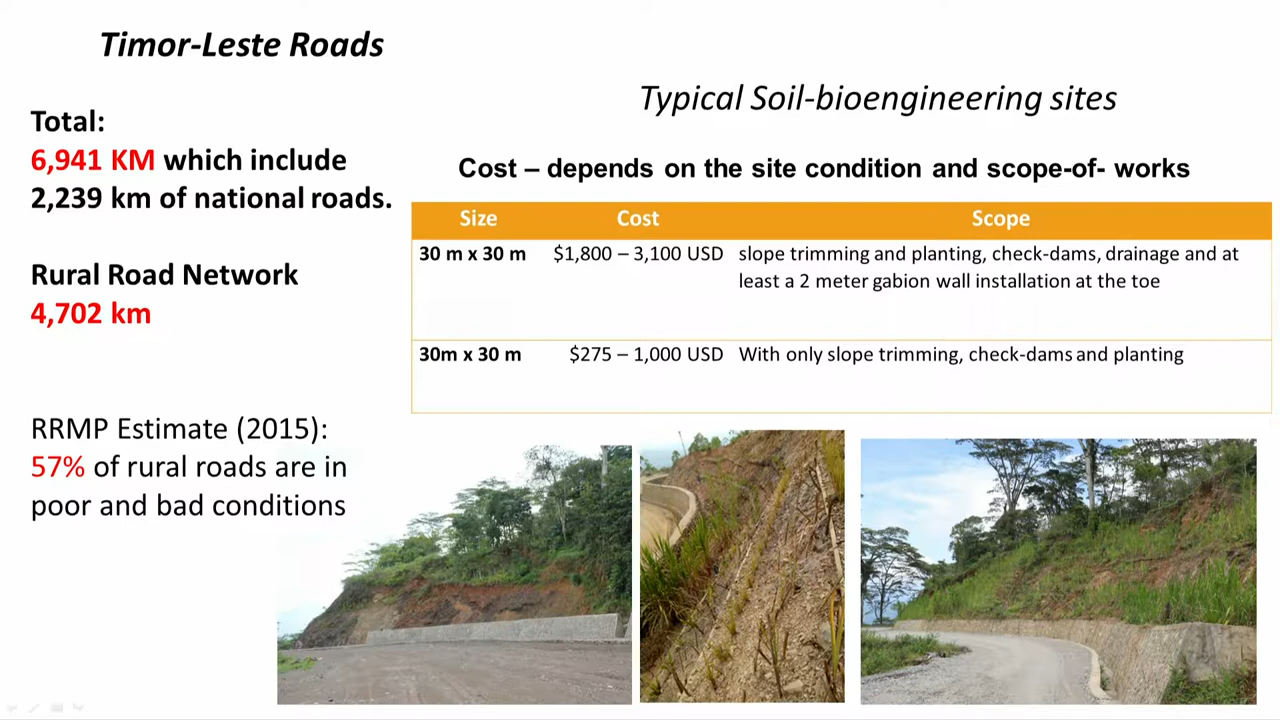 Timor-Leste Roads
Total:
6,941 KM which include
2,239 km of national roads.
Rural Road Network
4,702 km
RRMP Estimate (2015):
57% of rural roads are in
poor and bad conditions
Typical Soil-bioengineering sites
Cost – depends on the site condition and scope-of- works
Size Cost Scope
30 m x 30 m $1,800 – 3,100 USD slope trimming and planting, check-dams, drainage and at
least a 2 meter gabion wall installation at the toe
30m x 30 m $275 – 1,000 USD With only slope trimming, check-dams and planting